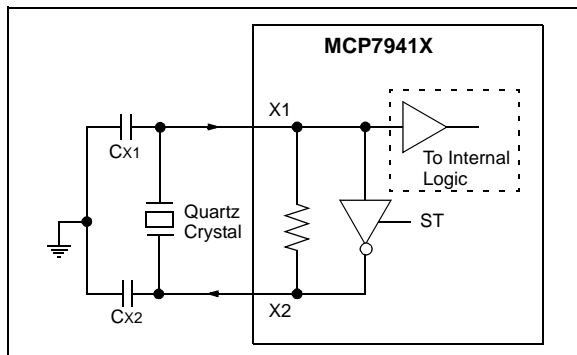 MCP7941X
X1
CX1
To Internal
Logic
Quartz
Crystal
ST
CX2
X2